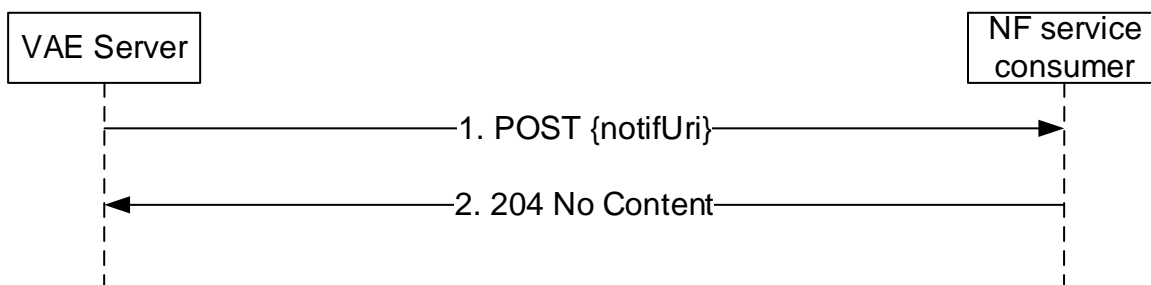 VAE Server
NF service
consumer
1. POST {notifUri}
2. 204 No Content